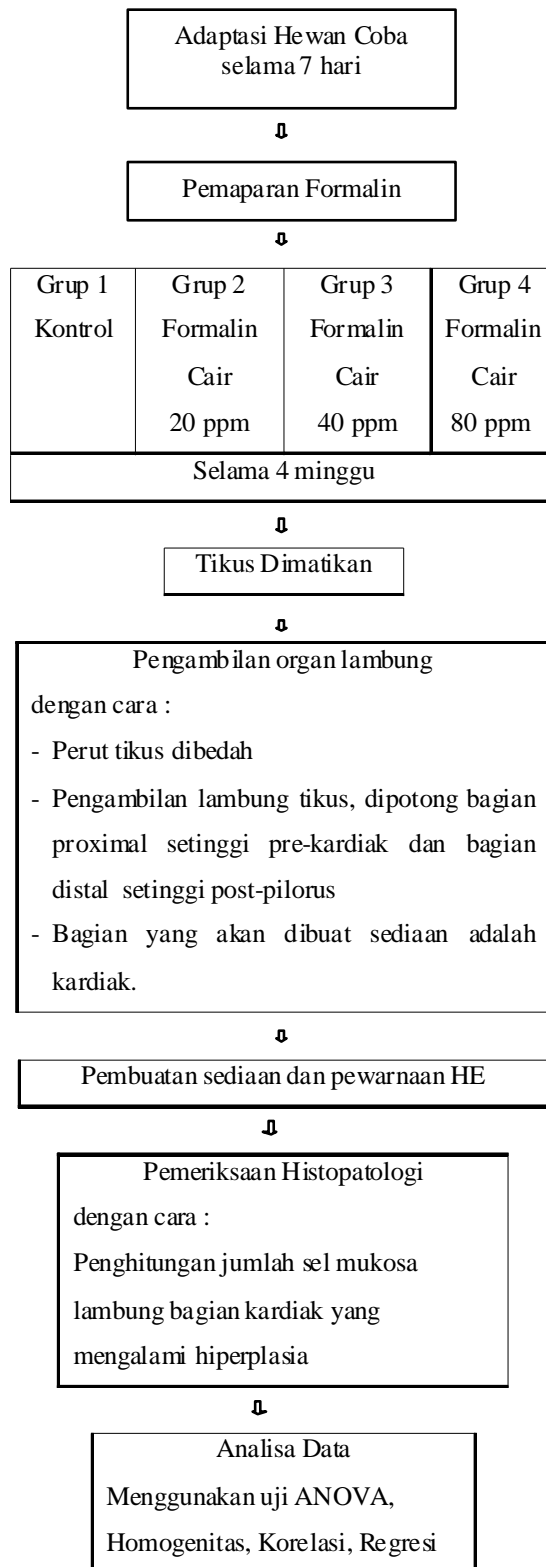 Adaptasi Hewan Coba
selama 7 hari
Pemaparan Formalin
Grup 1
Kontrol
Grup 2
Formalin
Cair
20 ppm
Grup 3
Formalin
Cair
40 ppm
Grup 4
Formalin
Cair
80 ppm
Selama 4 minggu
Tikus Dimatikan
Pengambilan organ lambung
dengan cara :
- Perut tikus dibedah
- Pengambilan lambung tikus, dipotong bagian
proximal setinggi pre-kardiak dan bagian
distal setinggi post-pilorus
- Bagian yang akan dibuat sediaan adalah
kardiak.
Pembuatan sediaan dan pewarnaan HE
Pemeriksaan Histopatologi
dengan cara :
Penghitungan jumlah sel mukosa
lambung bagian kardiak yang
mengalami hiperplasia
Analisa Data
Menggunakan uji ANOVA,
Homogenitas, Korelasi, Regresi